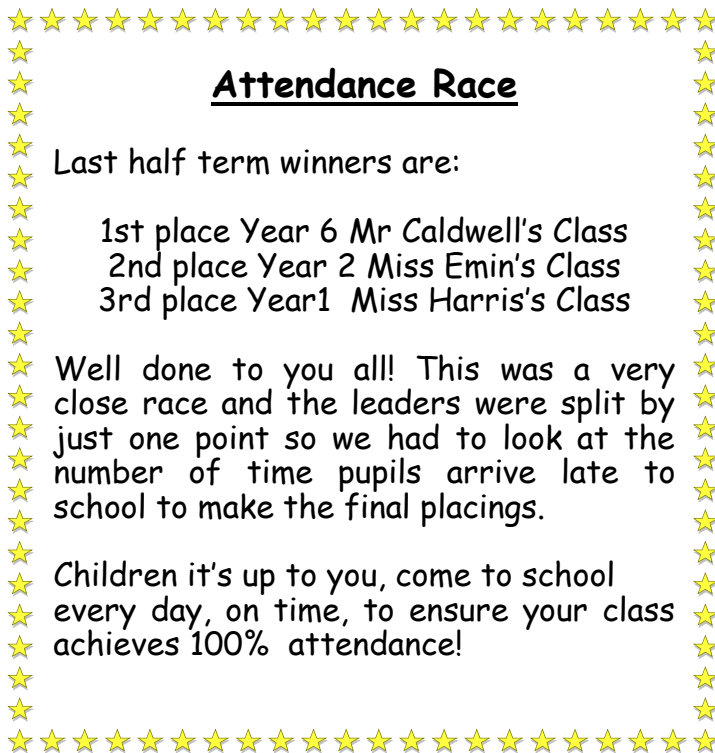 Attendance Race
Last half term winners are:
1st place Year 6 Mr Caldwell's Class
2nd place Year 2 Miss Emin's Class
3rd place Year1  Miss Harris's Class
Well done to you all! This was a very
close race and the leaders were split by
just one point so we had to look at the
number of time pupils arrive late to
school to make the final placings.
Children it's up to you, come to school
every day, on time, to ensure your class
achieves 100%  attendance!